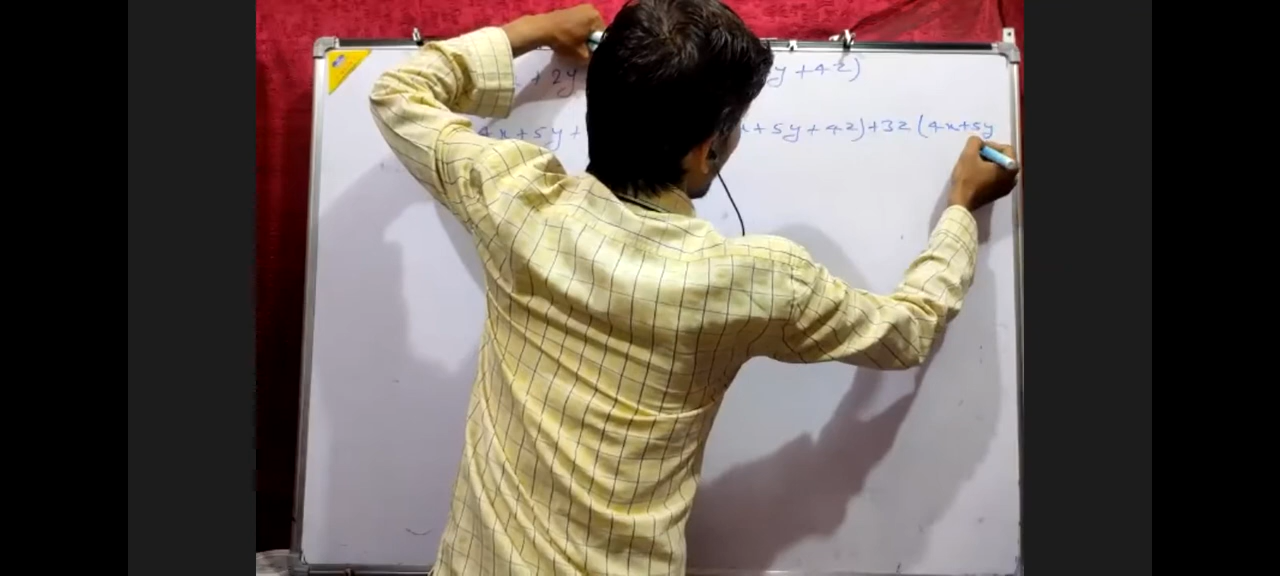 + 2y y + 4z)
4x + 5y + x + 5y + 4z) + 3z (4x + 5y